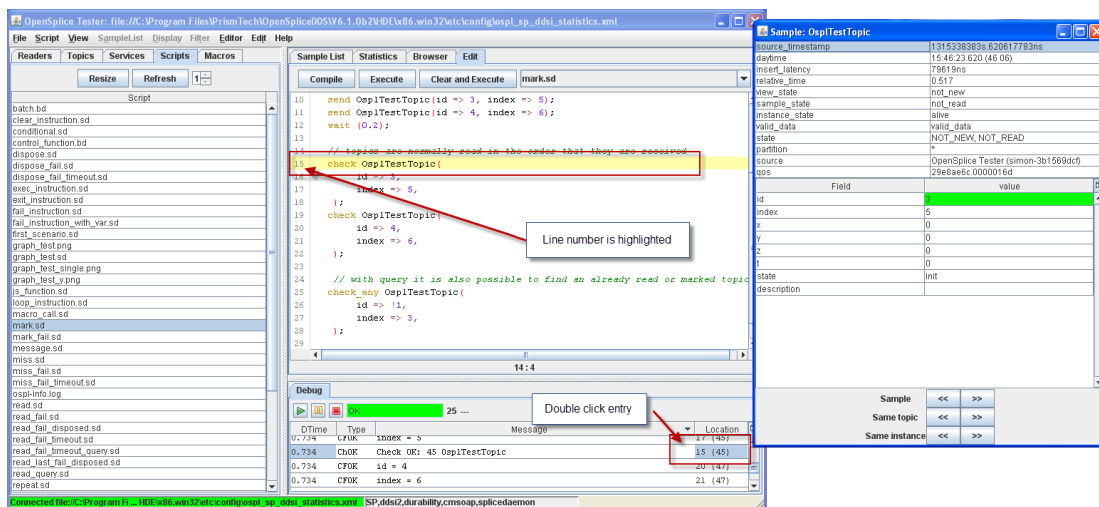 OpenSplice Tester: file://C:\Program Files\PrismTech\OpenSpliceDDS\V6.1.0b2\HDE\x86.win32\etc\config\ospl_sp_ddsi_statistics.xml
File Script View SampleList Display Filter Editor Edit Help
Readers Topics Services Scripts Macros
Resize Refresh 1
Script
batch.bd
clear_instruction.sd
conditional.sd
control_function.bd
dispose.sd
dispose_fail.sd
dispose_fail_timeout.sd
exec_instruction.sd
exit_instruction.sd
fail_instruction.sd
fail_instruction_with_var.sd
first_scenario.sd
graph_test.png
graph_test.sd
graph_test_single.png
graph_test_y.png
js_function.sd
loop_instruction.sd
macro_call.sd
mark.sd
mark_fail.sd
message.sd
miss.sd
miss_fail.sd
miss_fail_timeout.sd
ospl-info.log
read.sd
read_fail.sd
read_fail_disposed.sd
read_fail_timeout.sd
read_fail_timeout_query.sd
read_last_fail_disposed.sd
read_query.sd
repeat.sd
Sample List Statistics Browser Edit
Compile Execute Clear and Execute mark.sd
10 send OsplTestTopic(id => 3, index => 5);
11 send OsplTestTopic(id => 4, index => 6);
12 wait (0.2);
13
14 // topics are normally read in the order that they are received
15 check OsplTestTopic(
16 id => 3,
17 index => 5,
18 );
19 check OsplTestTopic(
20 id => 4,
21 index => 6,
22 );
23
24 // with query it is also possible to find an already read or marked topic
25 check_any OsplTestTopic(
26 id => !1,
27 index => 3,
28 );
29
14:4
Line number is highlighted
Debug
OK 25 ---
Double click entry
DTime Type Message Location
0.734 CFOK index = 5 17 (45)
0.734 ChOK Check OK: 45 OsplTestTopic 15 (45)
0.734 CFOK id = 4 20 (47)
0.734 CFOK index = 6 21 (47)
Connected file://C:\Program Fi ... HDE\x86.win32\etc\config\ospl_sp_ddsi_statistics.xml SP,ddsi2,durability,cmsoap,splicedaemon
Sample: OsplTestTopic
source_timestamp 1315338383s.620617783ns
daytime 15:46:23.620 (46 06)
insert_latency 79619ns
relative_time 0.517
view_state not_new
sample_state not_read
instance_state alive
valid_data valid_data
state NOT_NEW, NOT_READ
partition *
source OpenSplice Tester (simon-3b1569dcf)
qos 29e8ae6c.0000016d
Field value
id 3
index 5
x 0
y 0
z 0
t 0
state init
description
Sample << >>
Same topic << >>
Same instance << >>